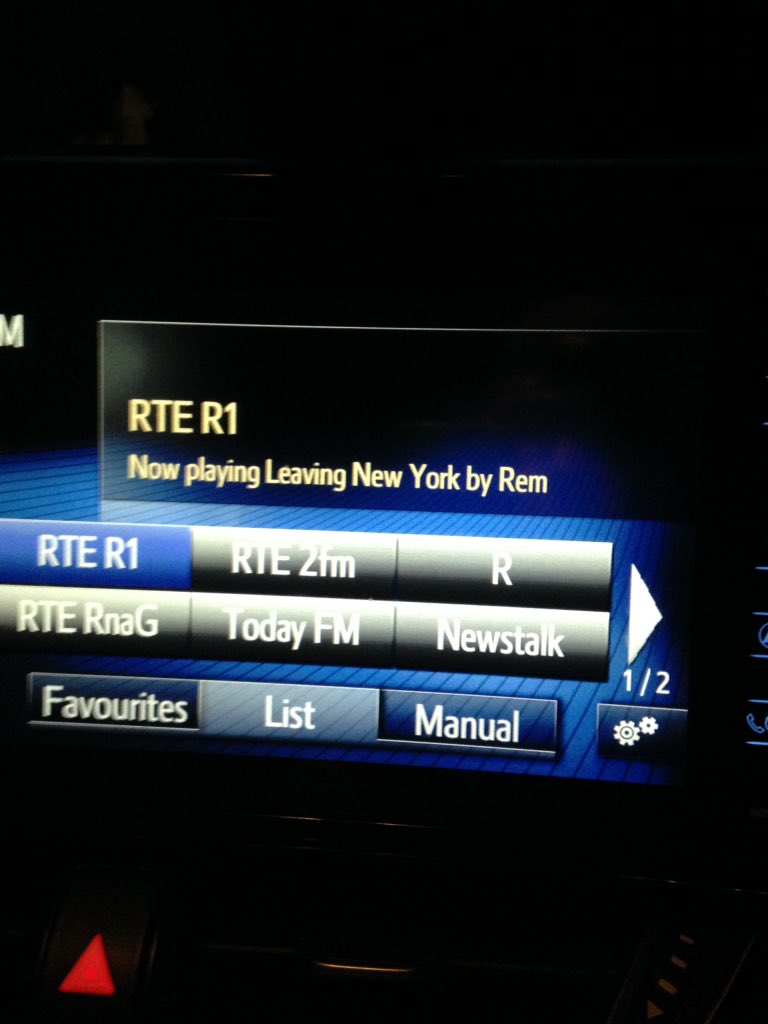 M
RTE R1
Now playing Leaving New York by Rem
RTE R1 RTE 2fm R
RTE RnaG Today FM Newstalk
1/2
Favourites List Manual